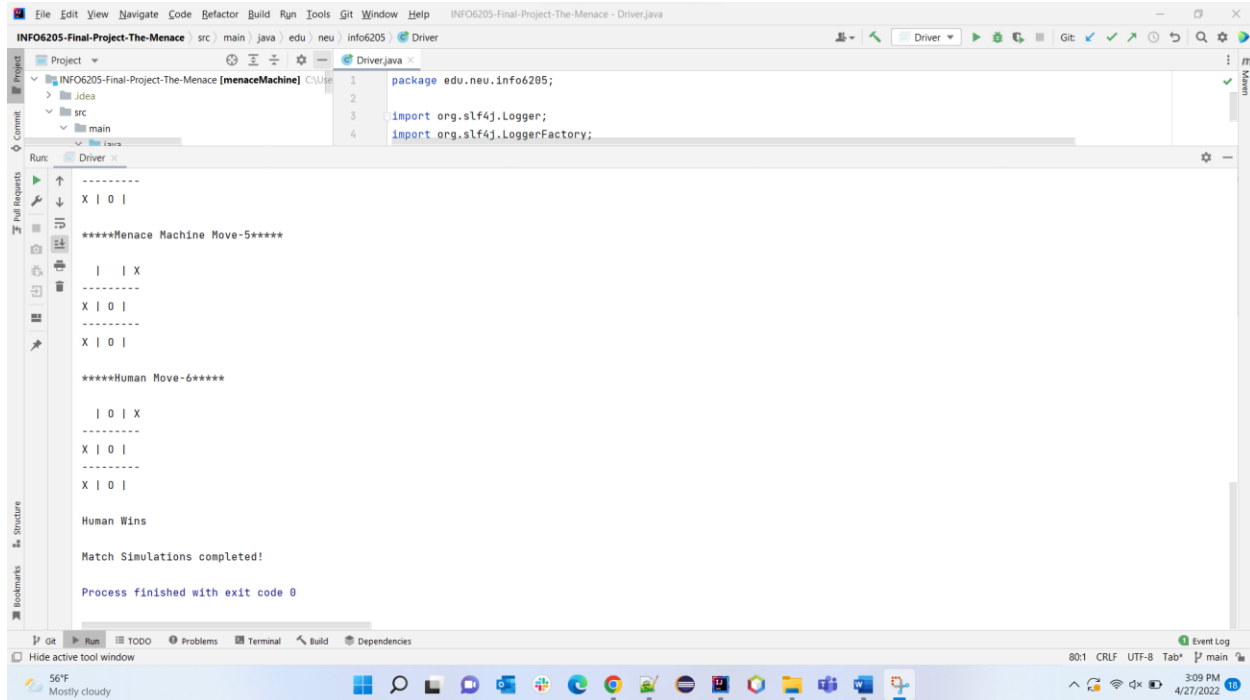 File Edit View Navigate Code Refactor Build Run Tools Git Window Help INFO6205-Final-Project-The-Menace - Driver.java
INFO6205-Final-Project-The-Menace src main java edu neu info6205 Driver
Driver
Git:
Project
Driver.java
INFO6205-Final-Project-The-Menace [menaceMachine] C:\Use
.idea
src
main
java
1 package edu.neu.info6205;
2
3 import org.slf4j.Logger;
4 import org.slf4j.LoggerFactory;
Project
Commit
Pull Requests
Structure
Bookmarks
Maven
Run: Driver
---------
X | O |
*****Menace Machine Move-5*****
| | X
---------
X | O |
---------
X | O |
*****Human Move-6*****
| O | X
---------
X | O |
---------
X | O |
Human Wins
Match Simulations completed!
Process finished with exit code 0
Git Run TODO Problems Terminal Build Dependencies
1 Event Log
Hide active tool window
80:1 CRLF UTF-8 Tab* main
56°F
Mostly cloudy
3:09 PM
4/27/2022
18